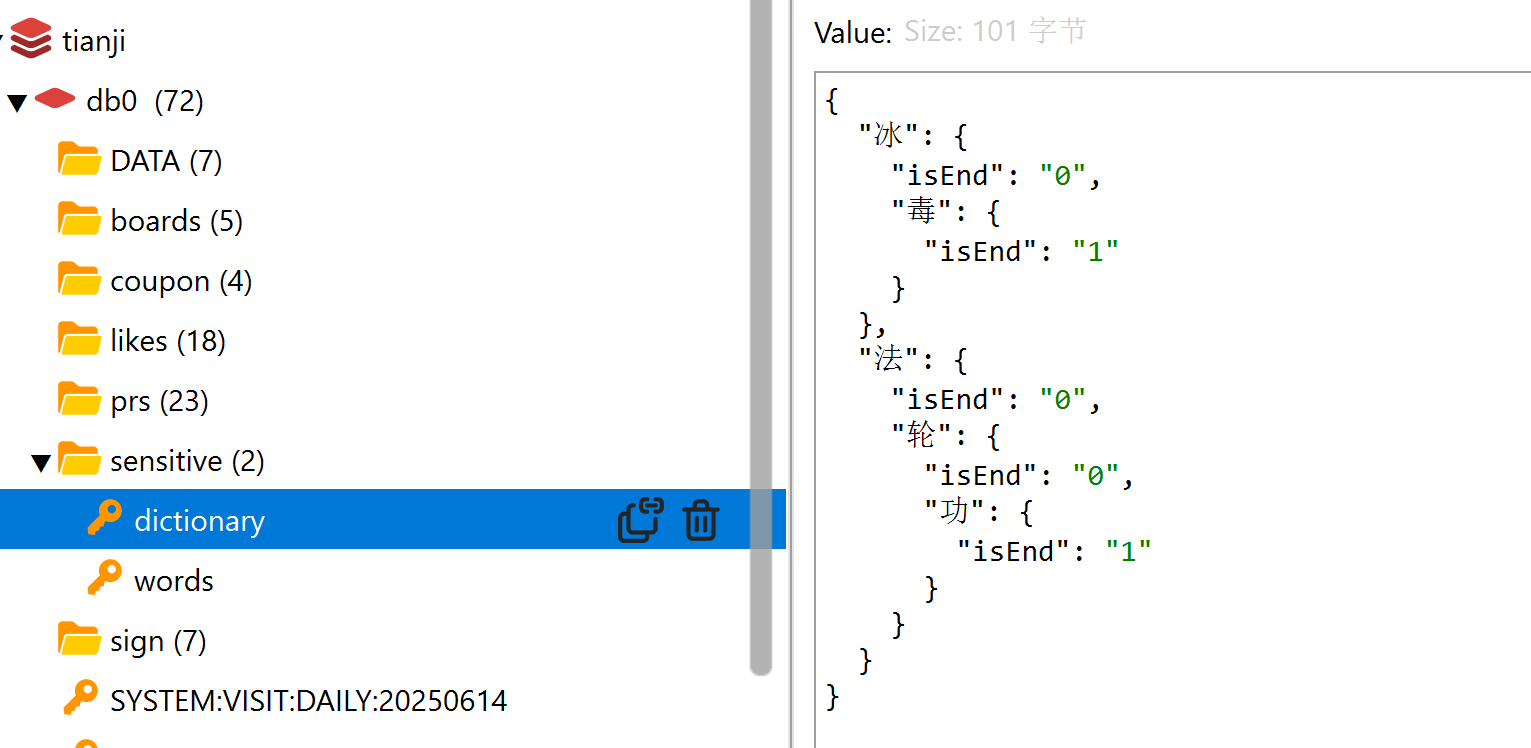 tianji
db0 (72)
DATA (7)
boards (5)
coupon (4)
likes (18)
prs (23)
sensitive (2)
dictionary
words
sign (7)
SYSTEM:VISIT:DAILY:20250614
Value: Size: 101 字节
{
"冰": {
"isEnd": "0",
"毒": {
"isEnd": "1"
}
},
"法": {
"isEnd": "0",
"轮": {
"isEnd": "0",
"功": {
"isEnd": "1"
}
}
}
}